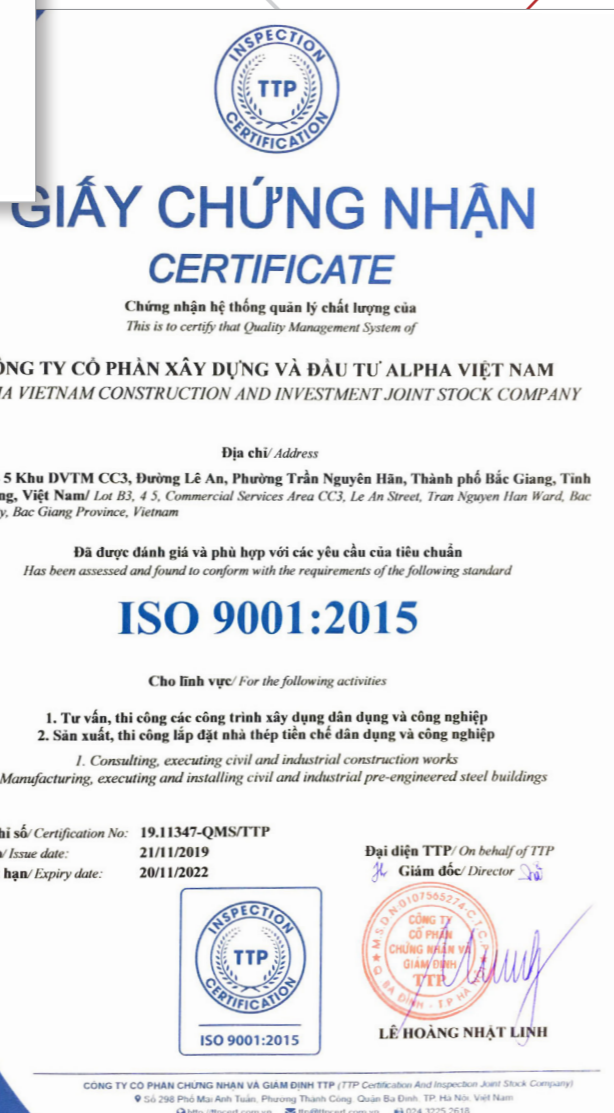 INSPECTION
TTP
CERTIFICATION
GIẤY CHỨNG NHẬN
CERTIFICATE
Chứng nhận hệ thống quản lý chất lượng của
This is to certify that Quality Management System of
TY CỔ PHẦN XÂY DỰNG VÀ ĐẦU TƯ ALPHA VIỆT NAM
VIETNAM CONSTRUCTION AND INVESTMENT JOINT STOCK COMPANY
Địa chỉ/ Address
5 Khu DVTM CC3, Đường Lê An, Phường Trần Nguyên Hãn, Thành phố Bắc Giang, Tỉnh
Việt Nam/ Lot B3, 4 5, Commercial Services Area CC3, Le An Street, Tran Nguyen Han Ward, Bac
Bac Giang Province, Vietnam
Đã được đánh giá và phù hợp với các yêu cầu của tiêu chuẩn
Has been assessed and found to conform with the requirements of the following standard
ISO 9001:2015
Cho lĩnh vực/ For the following activities
1. Tư vấn, thi công các công trình xây dụng dân dụng và công nghiệp
2. Sản xuất, thi công lắp đặt nhà thép tiền chế dân dụng và công nghiệp
1. Consulting, executing civil and industrial construction works
Manufacturing, executing and installing civil and industrial pre-engineered steel buildings
số/ Certification No: 19.11347-QMS/TTP
/ Issue date: 21/11/2019
hạn/ Expiry date: 20/11/2022
Đại diện TTP/ On behalf of TTP
Giám đốc/ Director
INSPECTION
TTP
CERTIFICATION
ISO 9001:2015
M.S.D.N:0107565274-C.T.C.P
CÔNG TY
CỔ PHẦN
CHỨNG NHẬN VÀ
GIÁM ĐỊNH
TTP
BA ĐÌNH - T.P HÀ
LÊ HOÀNG NHẬT LINH
CÔNG TY CỔ PHẦN CHỨNG NHẬN VÀ GIÁM ĐỊNH TTP (TTP Certification And Inspection Joint Stock Company)
Số 298 Phố Mai Anh Tuấn, Phường Thành Công, Quận Ba Đình, TP. Hà Nội, Việt Nam
024 3225 2618